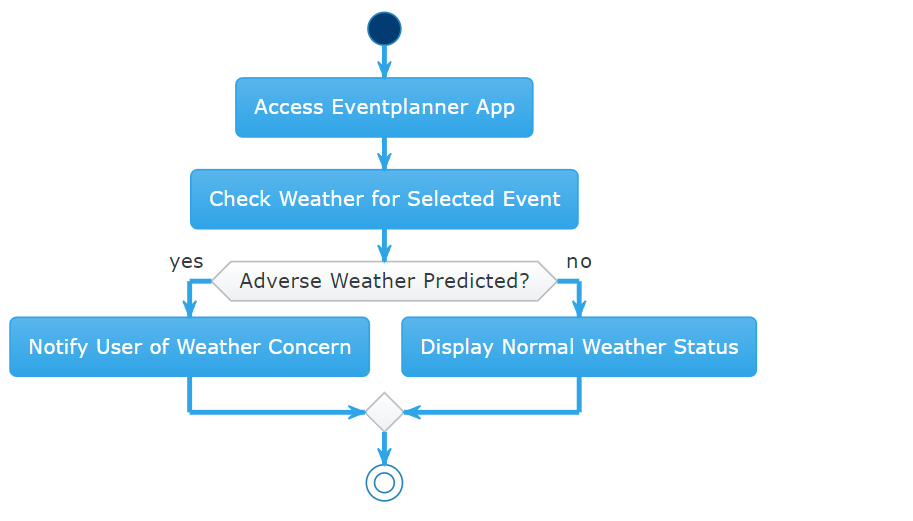 Access Eventplanner App
Check Weather for Selected Event
yes
Adverse Weather Predicted?
no
Notify User of Weather Concern
Display Normal Weather Status